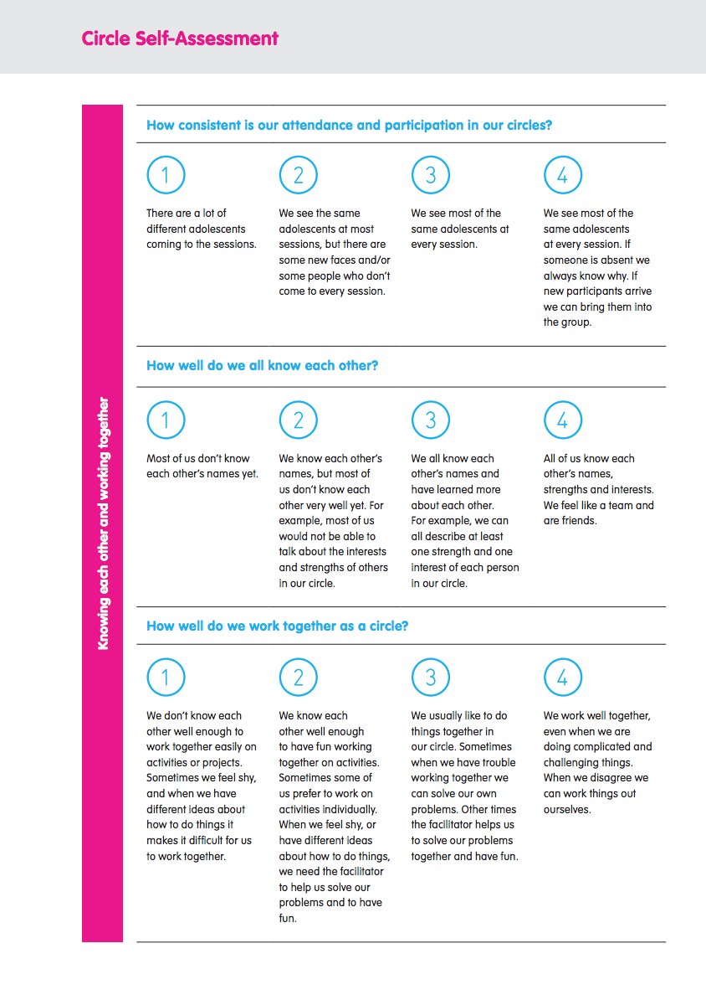 Circle Self-Assessment
Knowing each other and working together
How consistent is our attendance and participation in our circles?
1
There are a lot of
different adolescents
coming to the sessions.
2
We see the same
adolescents at most
sessions, but there are
some new faces and/or
some people who don't
come to every session.
3
We see most of the
same adolescents at
every session.
4
We see most of the
same adolescents
at every session. If
someone is absent we
always know why. If
new participants arrive
we can bring them into
the group.
How well do we all know each other?
1
Most of us don't know
each other's names yet.
2
We know each other's
names, but most of
us don't know each
other very well yet. For
example, most of us
would not be able to
talk about the interests
and strengths of others
in our circle.
3
We all know each
other's names and
have learned more
about each other.
For example, we can
all describe at least
one strength and one
interest of each person
in our circle.
4
All of us know each
other's names,
strengths and interests.
We feel like a team and
are friends.
How well do we work together as a circle?
1
We don't know each
other well enough to
work together easily on
activities or projects.
Sometimes we feel shy,
and when we have
different ideas about
how to do things it
makes it difficult for us
to work together.
2
We know each
other well enough
to have fun working
together on activities.
Sometimes some of
us prefer to work on
activities individually.
When we feel shy, or
have different ideas
about how to do things,
we need the facilitator
to help us solve our
problems and to have
fun.
3
We usually like to do
things together in
our circle. Sometimes
when we have trouble
working together we
can solve our own
problems. Other times
the facilitator helps us
to solve our problems
together and have fun.
4
We work well together,
even when we are
doing complicated and
challenging things.
When we disagree we
can work things out
ourselves.